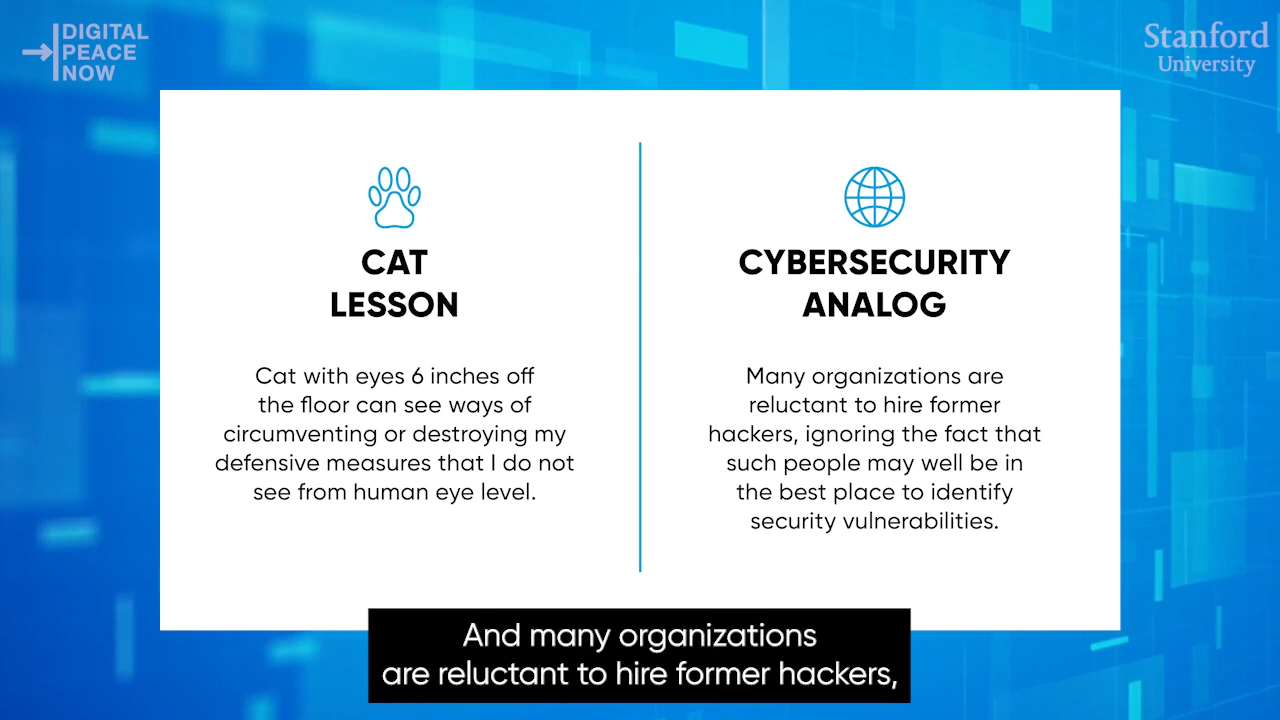 DIGITAL
PEACE
NOW
Stanford
University
CAT
LESSON
Cat with eyes 6 inches off
the floor can see ways of
circumventing or destroying my
defensive measures that I do not
see from human eye level.
CYBERSECURITY
ANALOG
Many organizations are
reluctant to hire former
hackers, ignoring the fact that
such people may well be in
the best place to identify
security vulnerabilities.
And many organizations
are reluctant to hire former hackers,